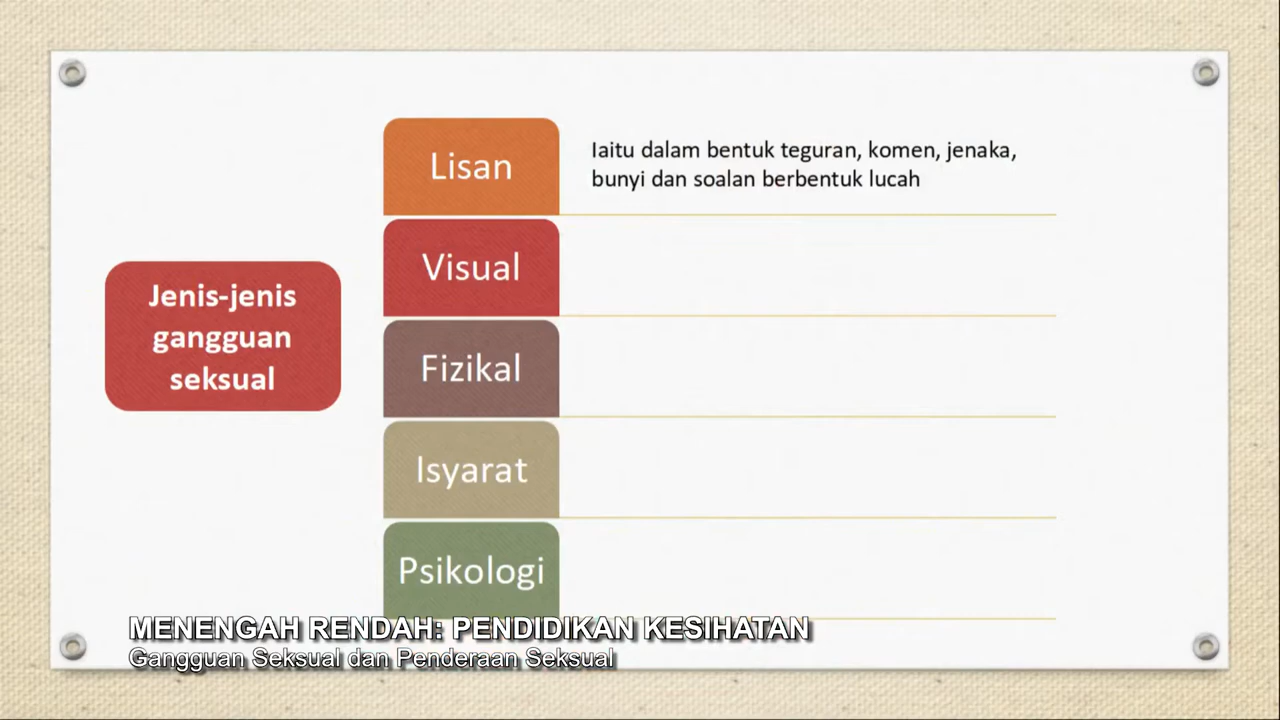 Jenis-jenis
gangguan
seksual
Lisan
Iaitu dalam bentuk teguran, komen, jenaka,
bunyi dan soalan berbentuk lucah
Visual
Fizikal
Isyarat
Psikologi
MENENGAH RENDAH: PENDIDIKAN KESIHATAN
Gangguan Seksual dan Penderaan Seksual